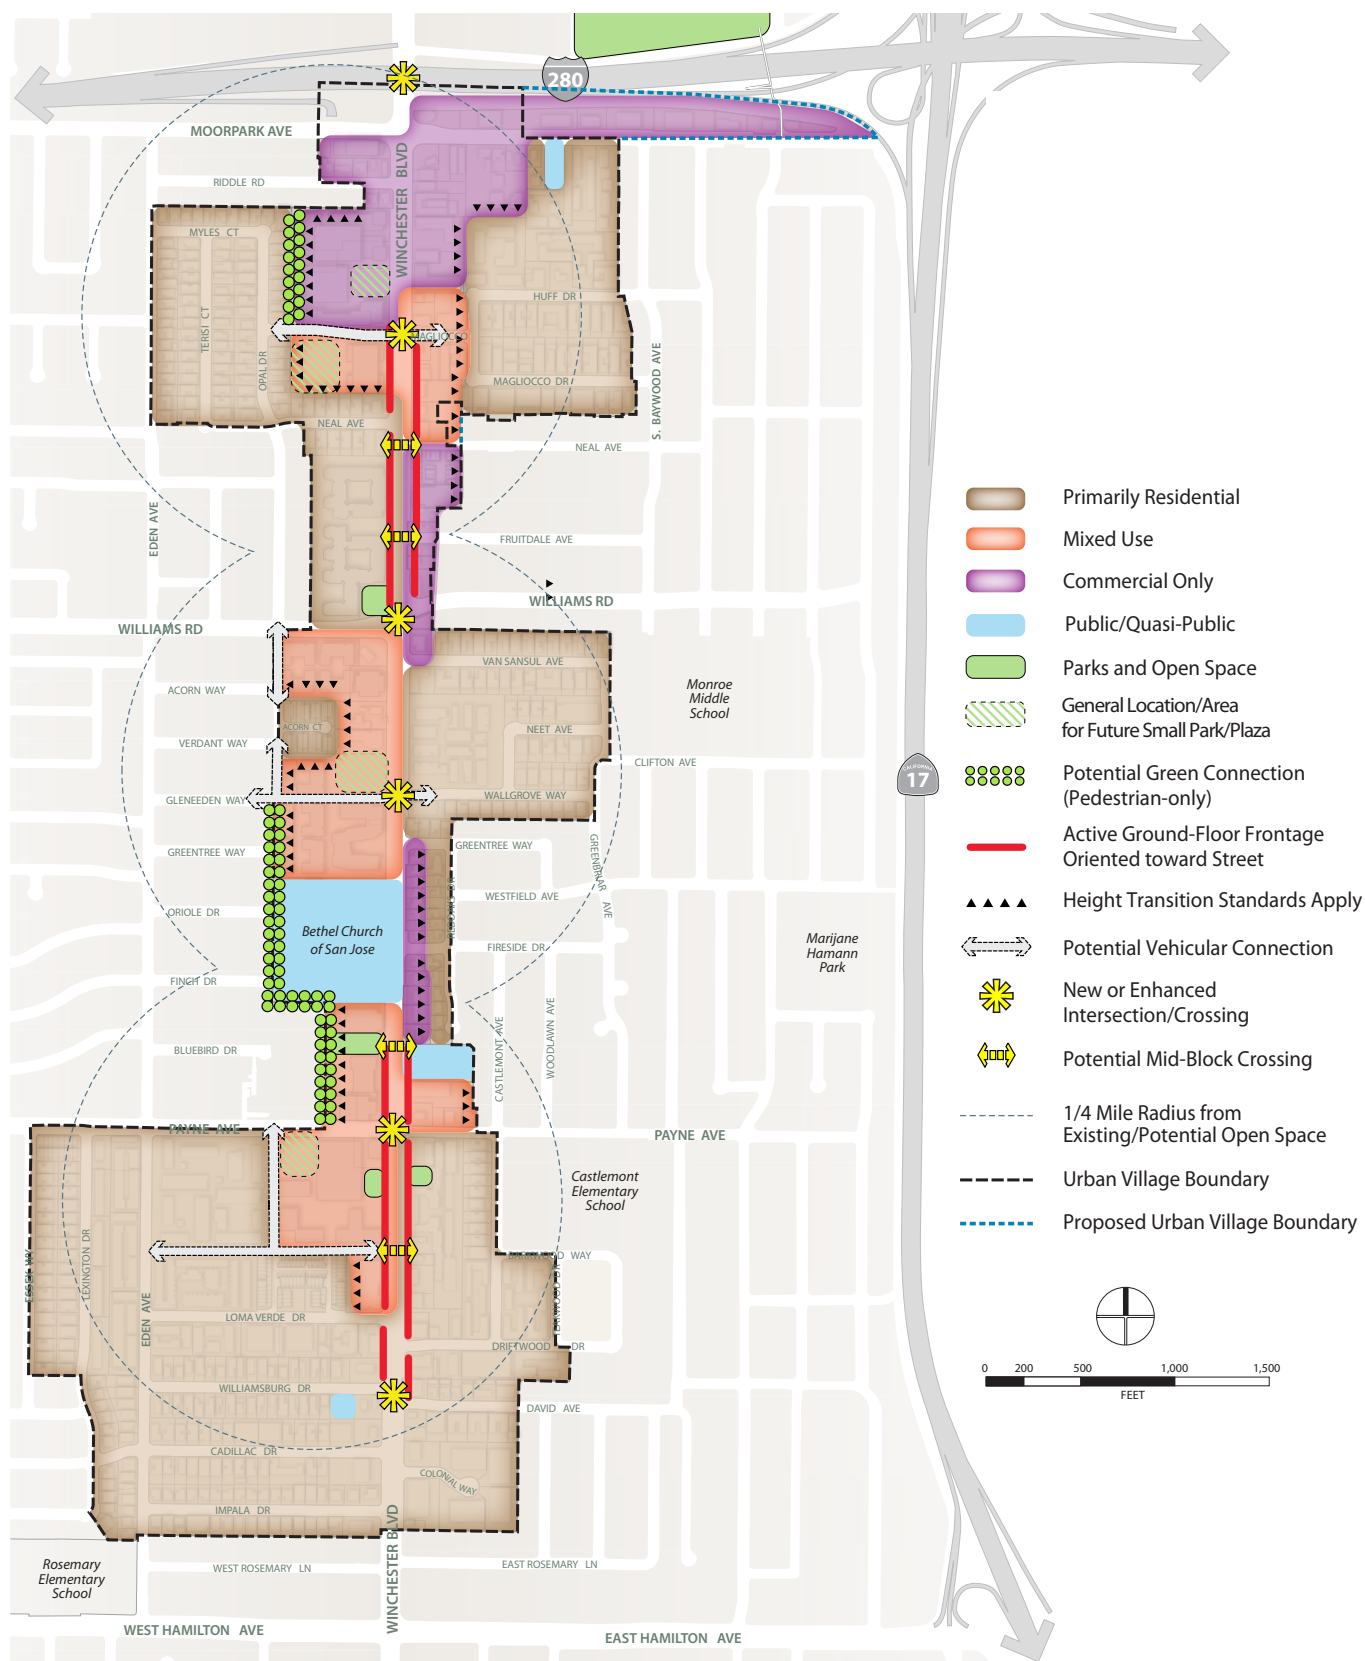 280
MOORPARK AVE
WINCHESTER BLVD
RIDDLE RD
MYLES CT
TERISI CT
OPAL DR
HUFF DR
MAGLIOCCO
MAGLIOCCO DR
S. BAYWOOD AVE
NEAL AVE
NEAL AVE
EDEN AVE
FRUITDALE AVE
WILLIAMS RD
WILLIAMS RD
VAN SANSUL AVE
ACORN WAY
Monroe
Middle
School
ACORN CT
NEET AVE
VERDANT WAY
CLIFTON AVE
CALIFORNIA
17
GLENEEDEN WAY
WALLGROVE WAY
GREENTREE WAY
GREENTREE WAY
GREENBRIAR AVE
WESTFIELD AVE
ORIOLE DR
Bethel Church
of San Jose
FIRESIDE DR
Marijane
Hamann
Park
FINCH DR
CASTLEMONT AVE
WOODLAWN AVE
BLUEBIRD DR
PAYNE AVE
PAYNE AVE
Castlemont
Elementary
School
ESSEX WY
LEXINGTON DR
EDEN AVE
LOMA VERDE DR
DRIFTWOOD DR
WILLIAMSBURG DR
DAVID AVE
CADILLAC DR
COLONIAL WAY
IMPALA DR
WINCHESTER BLVD
WEST ROSEMARY LN
EAST ROSEMARY LN
Rosemary
Elementary
School
WEST HAMILTON AVE
EAST HAMILTON AVE
Primarily Residential
Mixed Use
Commercial Only
Public/Quasi-Public
Parks and Open Space
General Location/Area
for Future Small Park/Plaza
Potential Green Connection
(Pedestrian-only)
Active Ground-Floor Frontage
Oriented toward Street
Height Transition Standards Apply
Potential Vehicular Connection
New or Enhanced
Intersection/Crossing
Potential Mid-Block Crossing
1/4 Mile Radius from
Existing/Potential Open Space
Urban Village Boundary
Proposed Urban Village Boundary
0 200 500 1,000 1,500
FEET